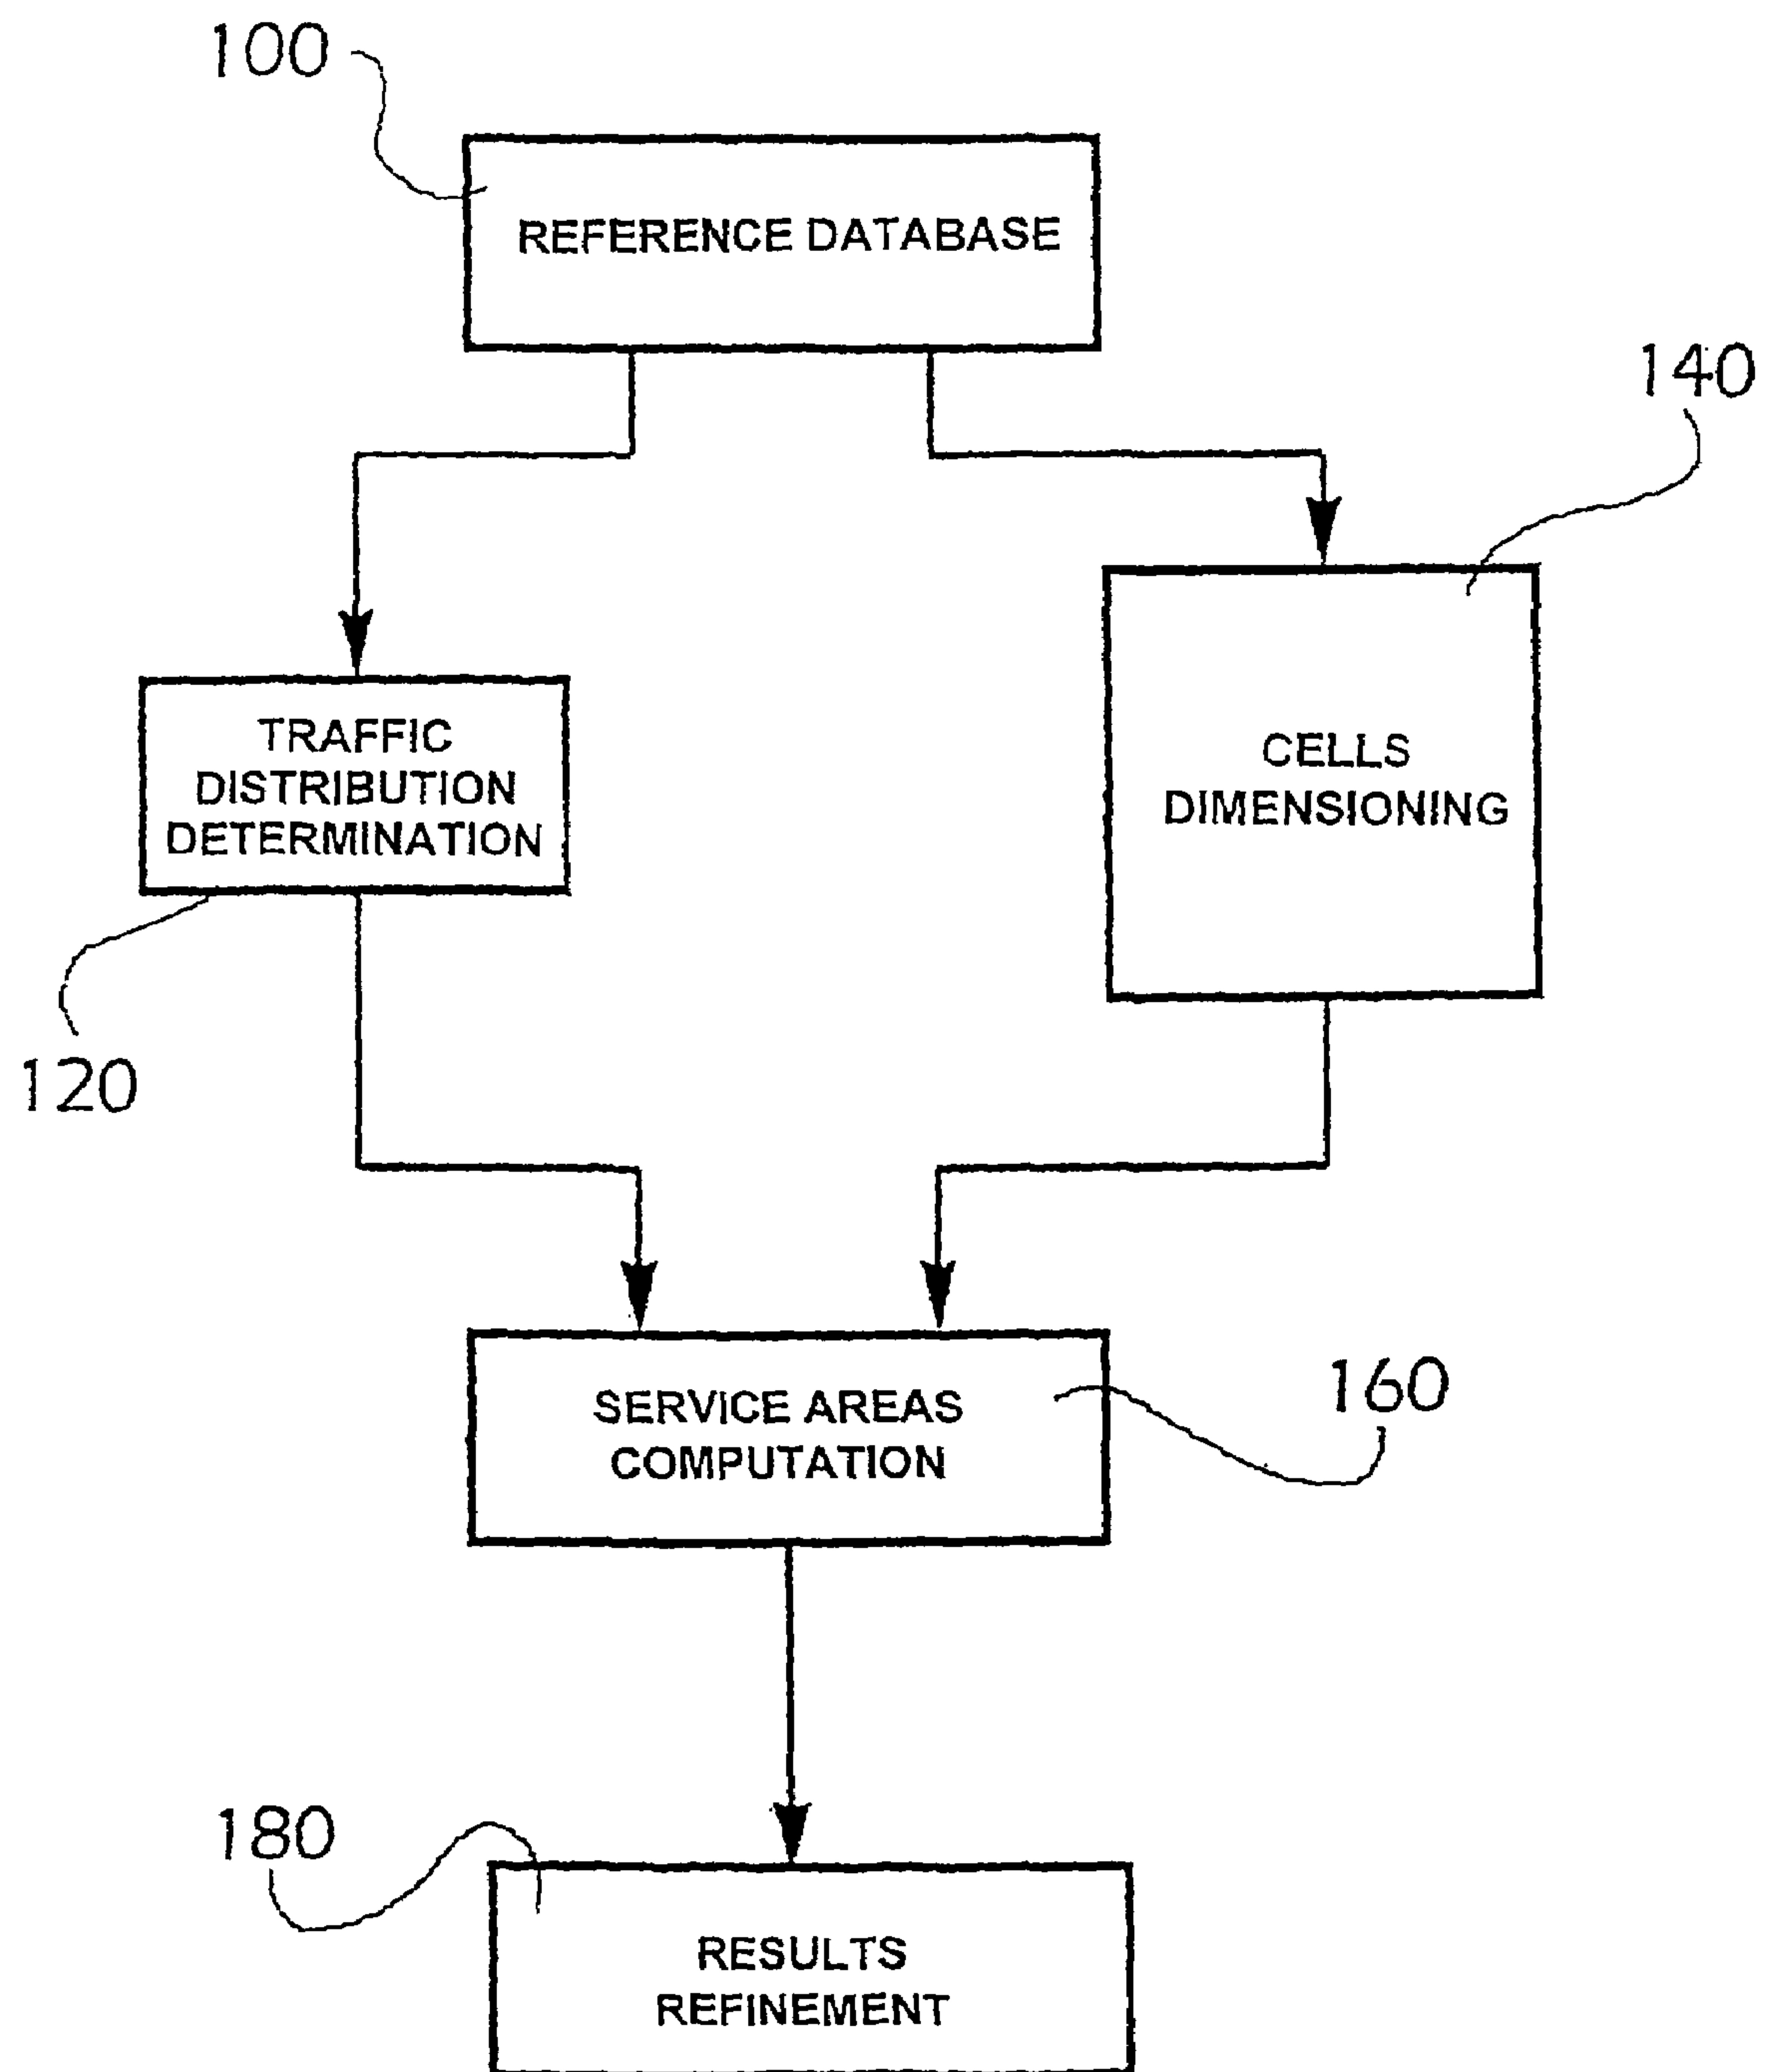 100
REFERENCE DATABASE
140
TRAFFIC
DISTRIBUTION
DETERMINATION
CELLS
DIMENSIONING
120
SERVICE AREAS
COMPUTATION
160
180
RESULTS
REFINEMENT